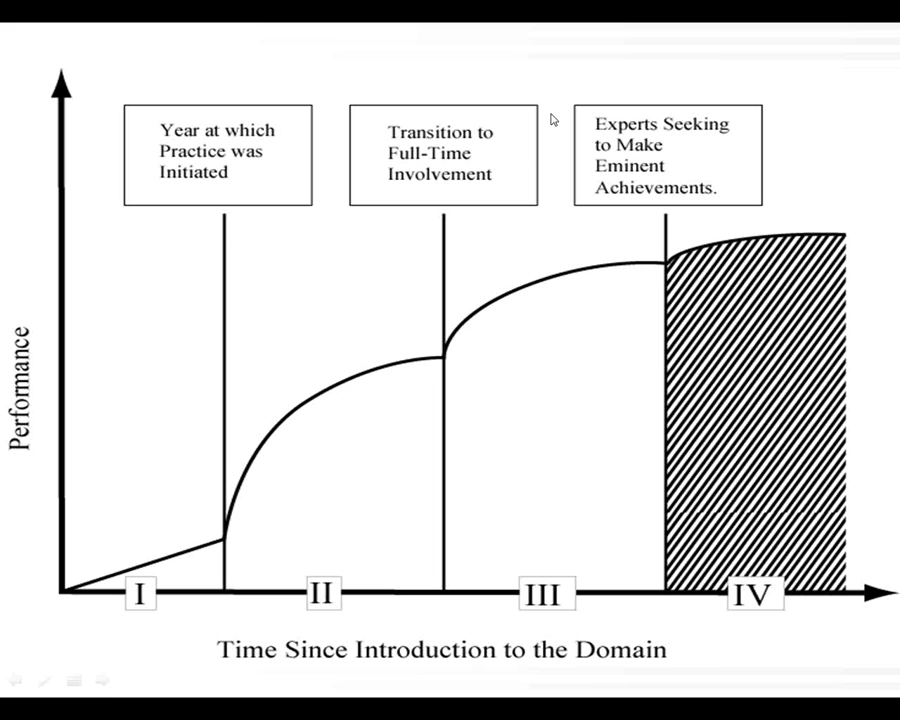 Year at which
Practice was
Initiated
Transition to
Full-Time
Involvement
Experts Seeking
to Make
Eminent
Achievements.
Performance
I
II
III
IV
Time Since Introduction to the Domain